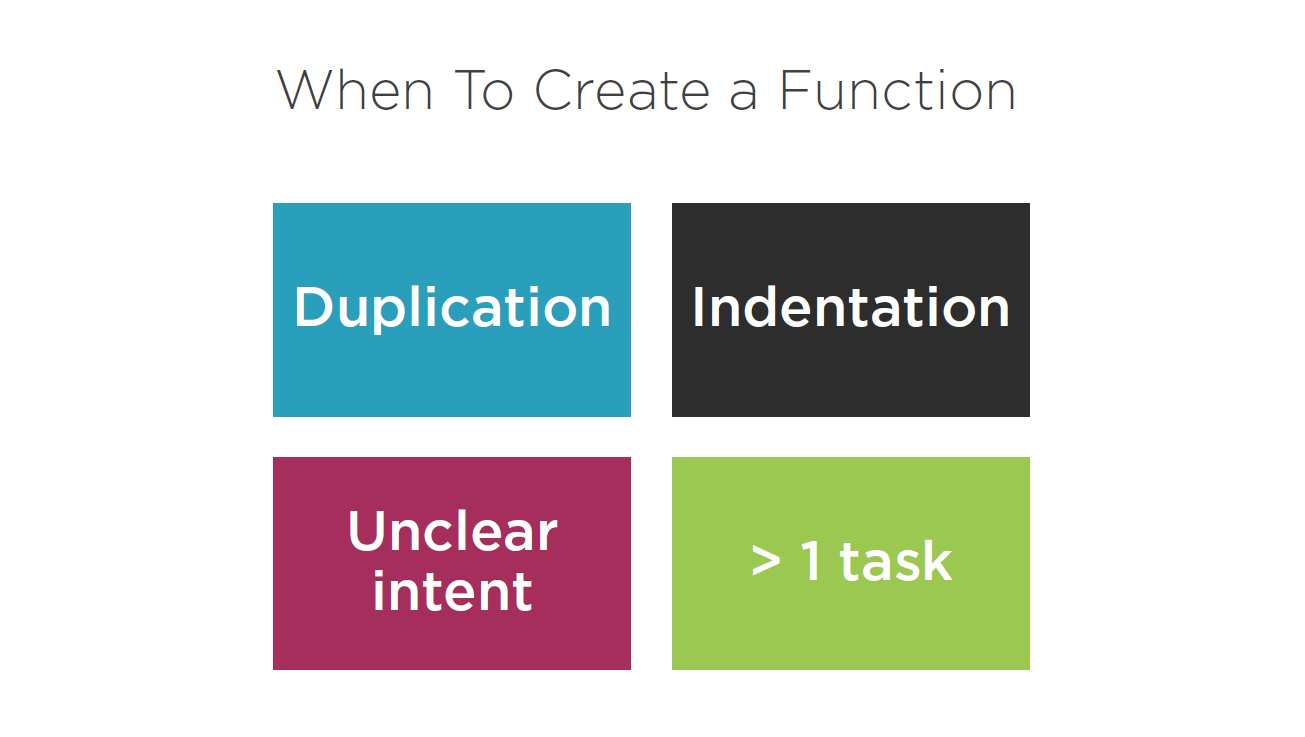 When To Create a Function
Duplication
Indentation
Unclear
intent
> 1 task